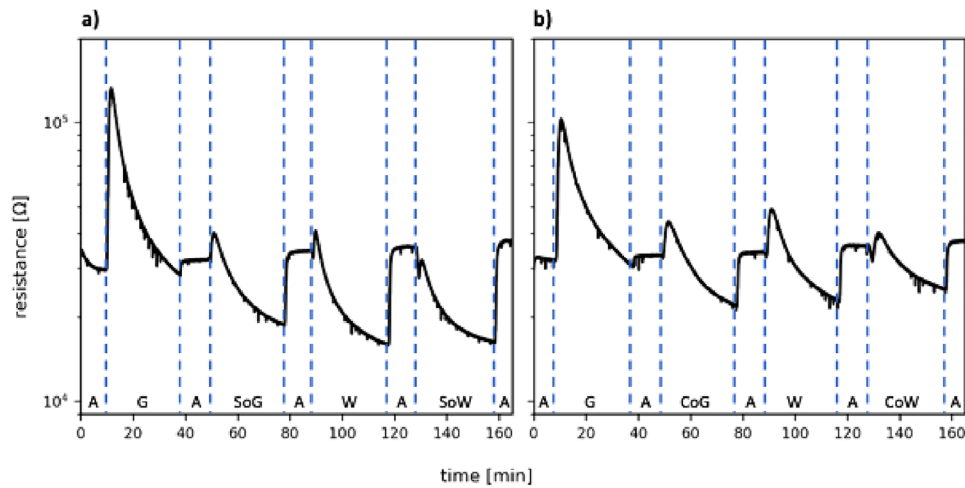 a)
b)
resistance [Ω]
10⁵
10⁴
A G A SoG A W A SoW A
A G A CoG A W A CoW A
0 20 40 60 80 100 120 140 160
0 20 40 60 80 100 120 140 160
time [min]